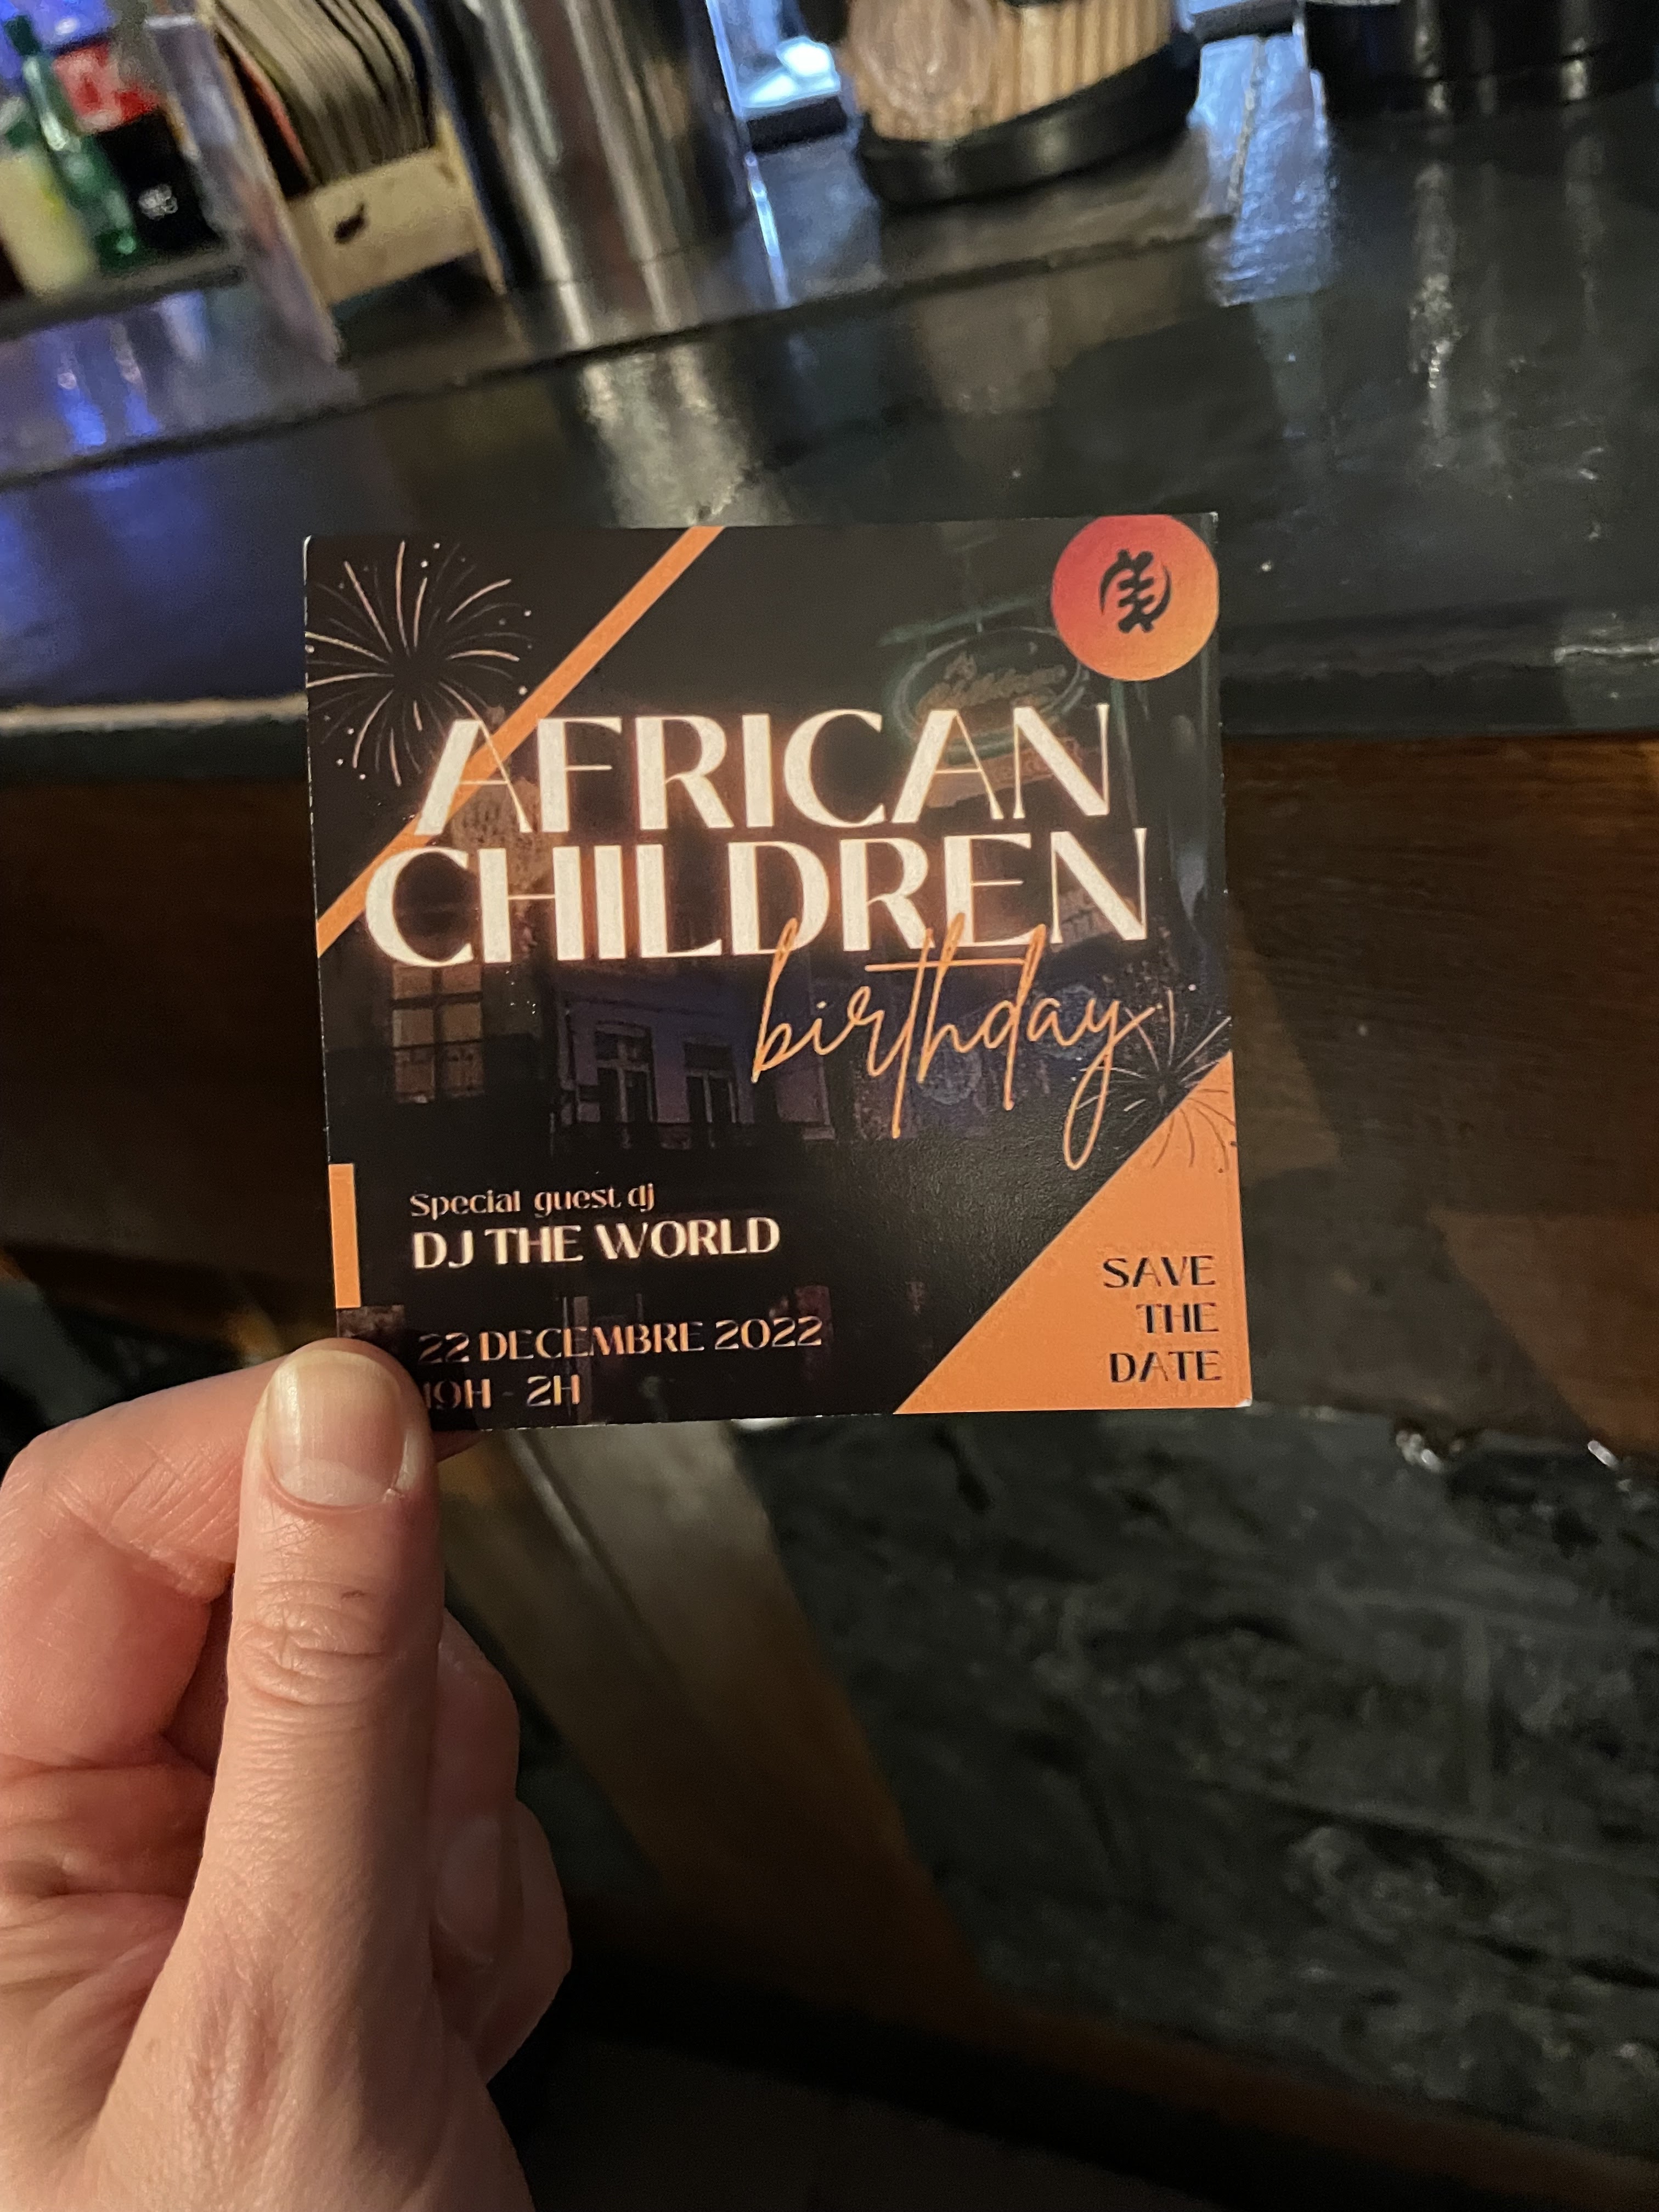 AFRICAN
CHILDREN
birthday
Special guest dj
DJ THE WORLD
22 DECEMBRE 2022
19H - 2H
SAVE
THE
DATE